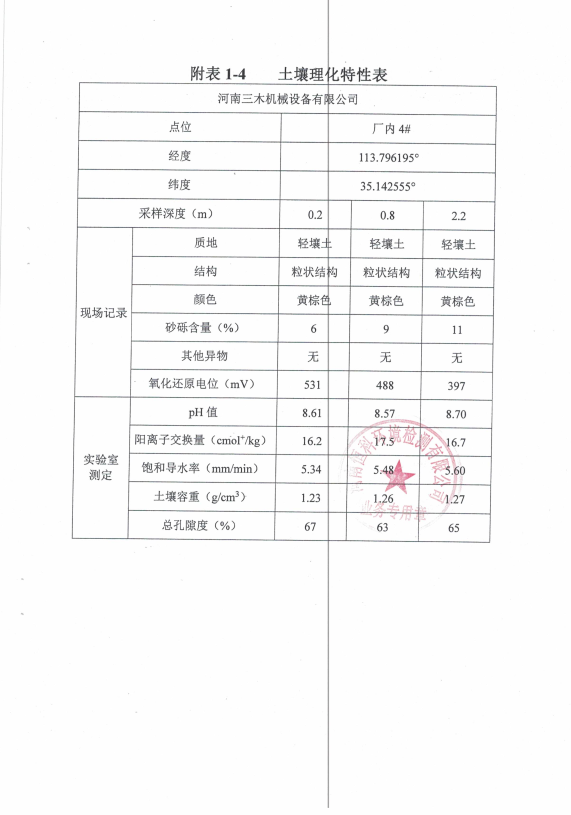 附表 1-4 土壤理化特性表
河南三木机械设备有限公司
点位 厂内 4#
经度 113.796195°
纬度 35.142555°
采样深度（m） 0.2 0.8 2.2
现场记录
质地 轻壤土 轻壤土 轻壤土
结构 粒状结构 粒状结构 粒状结构
颜色 黄棕色 黄棕色 黄棕色
砂砾含量（%） 6 9 11
其他异物 无 无 无
氧化还原电位（mV） 531 488 397
实验室
测定
pH 值 8.61 8.57 8.70
阳离子交换量（cmol⁺/kg） 16.2 17.5 16.7
饱和导水率（mm/min） 5.34 5.48 5.60
土壤容重（g/cm³） 1.23 1.26 1.27
总孔隙度（%） 67 63 65
科环境检测有限公司
业务专用章